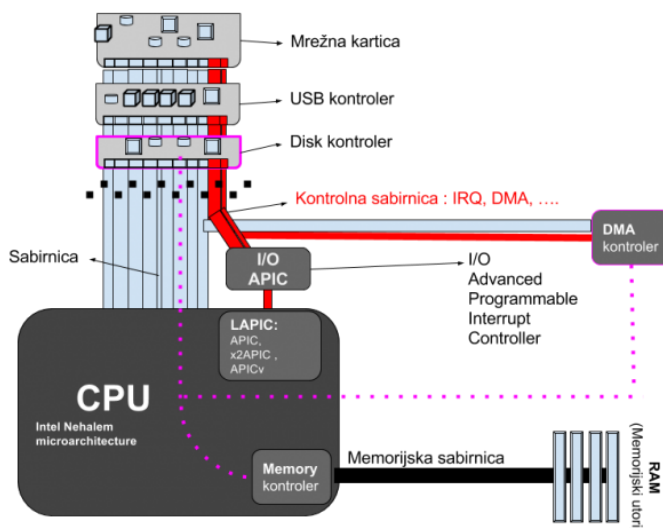 Mrežna kartica
USB kontroler
Disk kontroler
Kontrolna sabirnica : IRQ, DMA, ….
DMA
kontroler
Sabirnica
I/O
APIC
I/O
Advanced
Programmable
Interrupt
Controller
LAPIC:
APIC,
x2APIC ,
APICv
CPU
Intel Nehalem
microarchitecture
Memory
kontroler
Memorijska sabirnica
RAM
(Memorijski utori)